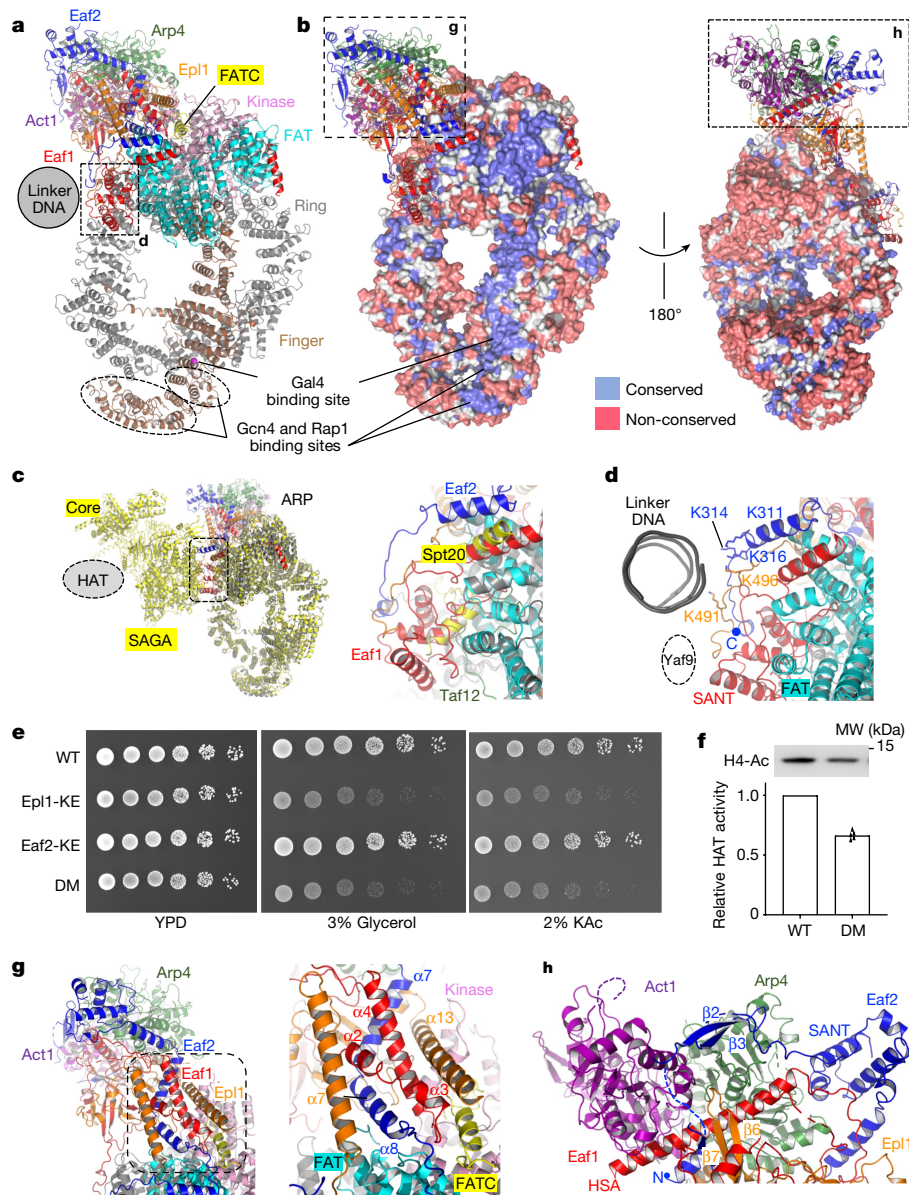 a
Eaf2
Arp4
Epl1
FATC
Kinase
FAT
Act1
Eaf1
Linker
DNA
d
Ring
Finger
Gal4
binding site
Gcn4 and Rap1
binding sites
b
g
h
180°
Conserved
Non-conserved
c
Core
ARP
HAT
SAGA
Eaf2
Spt20
Eaf1
Taf12
d
Linker
DNA
K314
K311
K316
K496
K491
C
Yaf9
SANT
FAT
e
WT
Epl1-KE
Eaf2-KE
DM
YPD
3% Glycerol
2% KAc
f
MW (kDa)
15
H4-Ac
Relative HAT activity
1.0
0.5
0
WT
DM
g
Arp4
Act1
Eaf2
Eaf1
Epl1
α7
Kinase
α4
α13
α2
α7
α3
α8
FAT
FATC
h
Act1
Arp4
Eaf2
β2
β3
SANT
β6
β7
Eaf1
Epl1
HSA
N